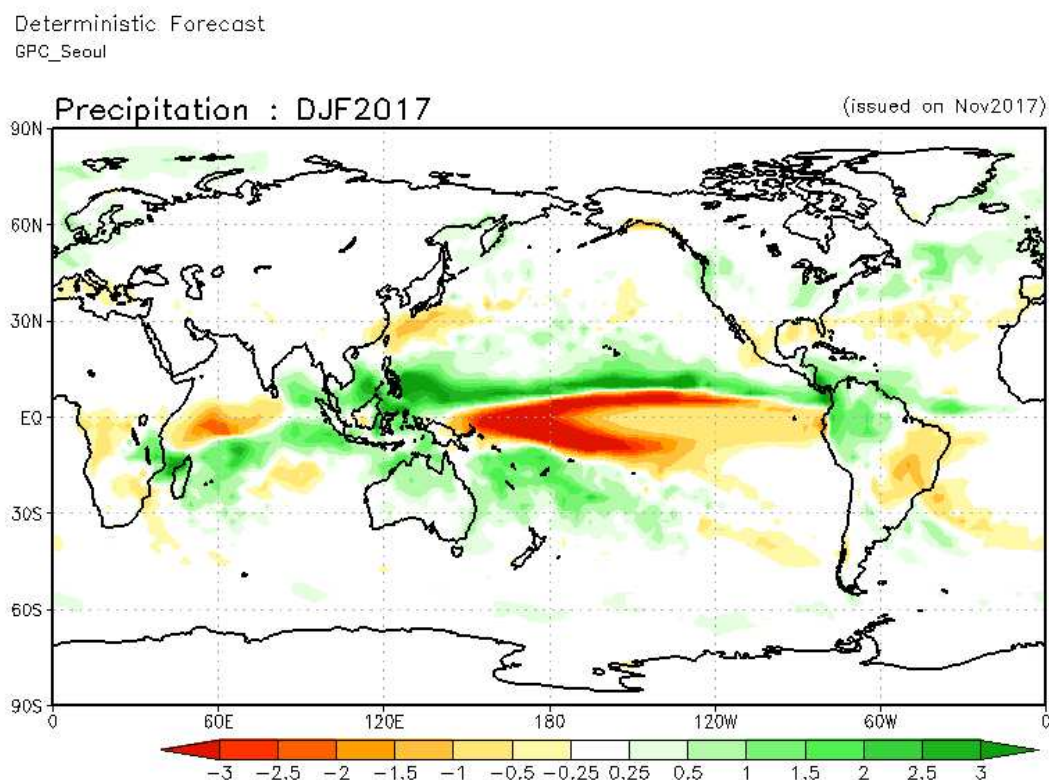 Deterministic Forecast
GPC_Seoul
Precipitation : DJF2017
(issued on Nov2017)
90N
60N
30N
EQ
30S
60S
90S
0 60E 120E 180 120W 60W 0
-3 -2.5 -2 -1.5 -1 -0.5 -0.25 0.25 0.5 1 1.5 2 2.5 3